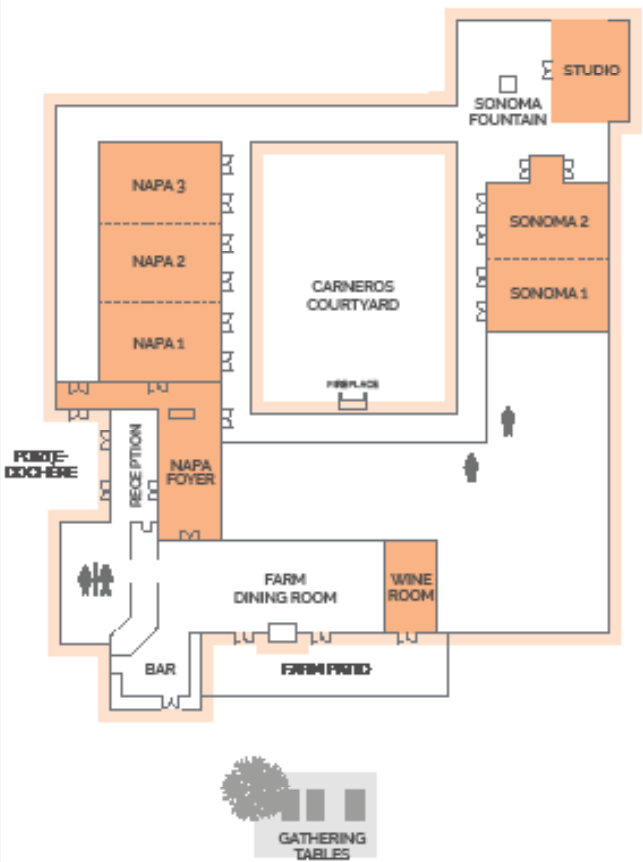 STUDIO
SONOMA
FOUNTAIN
NAPA 3
SONOMA 2
NAPA 2
CARNEROS
COURTYARD
SONOMA 1
NAPA 1
FIREPLACE
RECEPTION
PORTE-
COCHERE
NAPA
FOYER
FARM
DINING ROOM
WINE
ROOM
BAR
FARM PATIO
GATHERING
TABLES